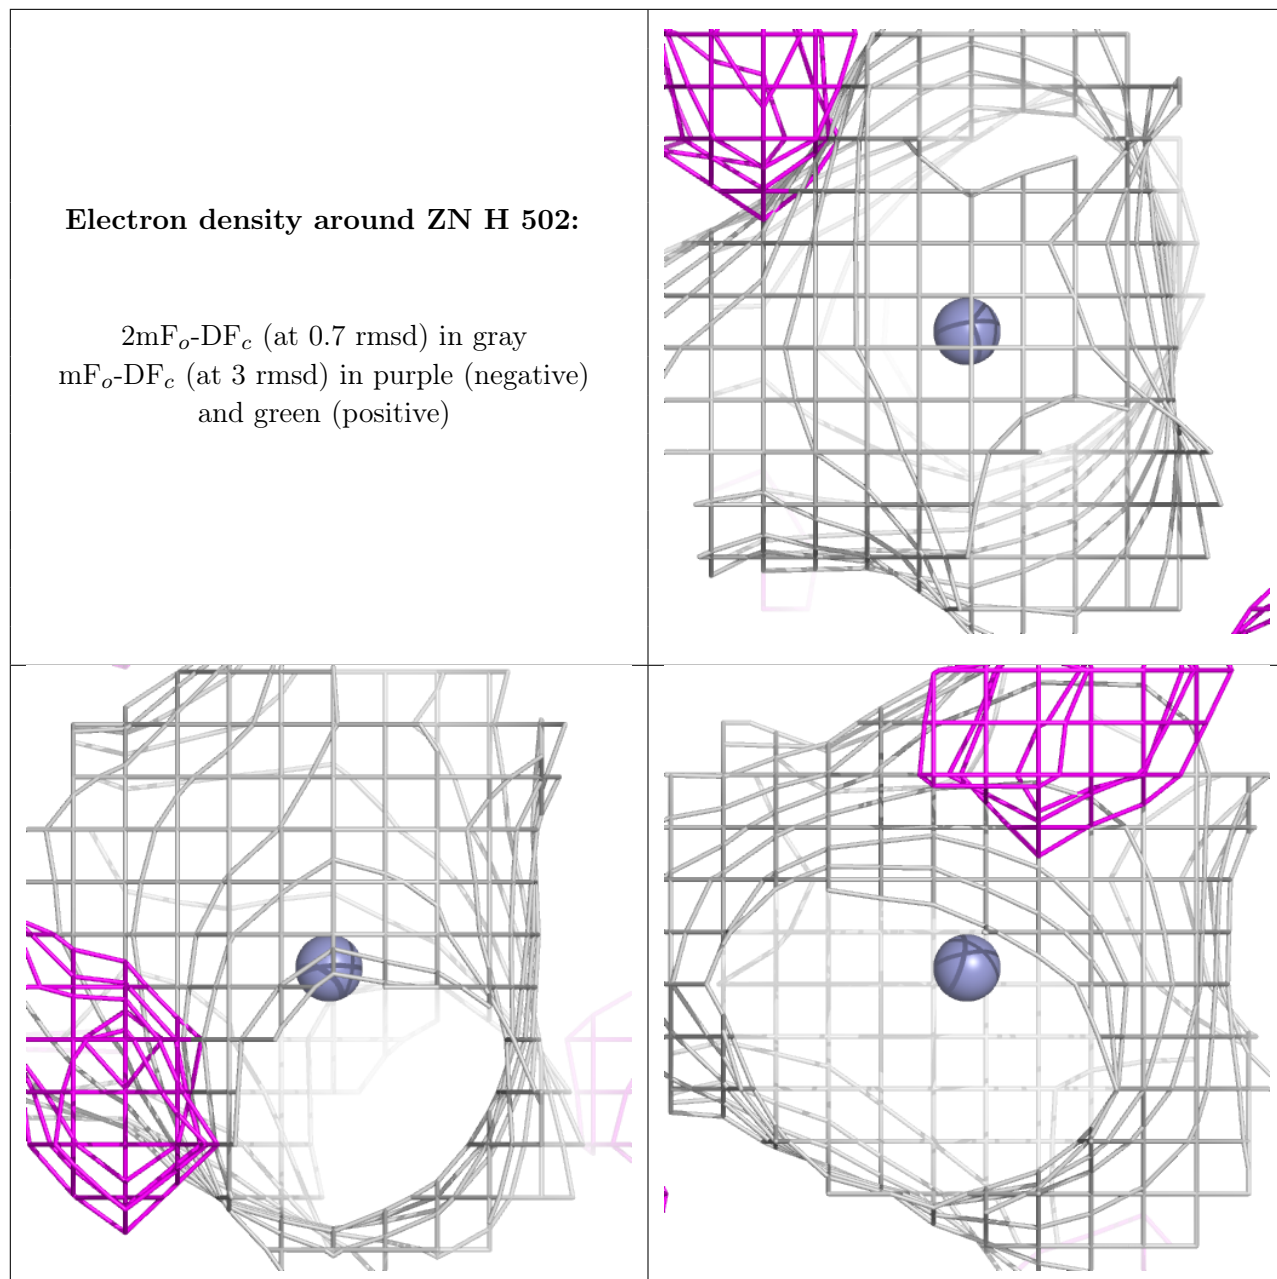 Electron density around ZN H 502:
2mFo-DFc (at 0.7 rmsd) in gray
mFo-DFc (at 3 rmsd) in purple (negative)
and green (positive)